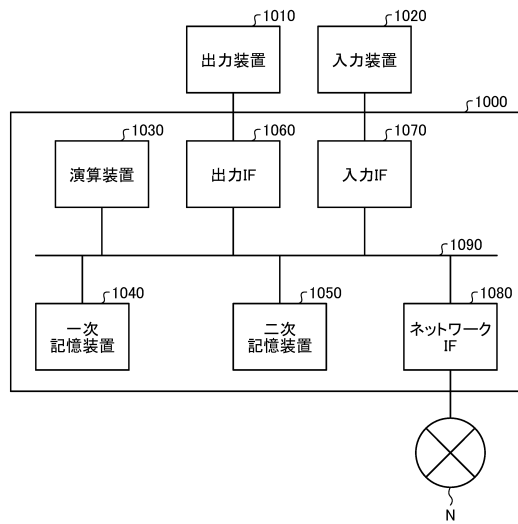 1010
1020
出力装置
入力装置
1000
1030
1060
1070
演算装置
出力IF
入力IF
1090
1040
1050
1080
一次
記憶装置
二次
記憶装置
ネットワーク
IF
N